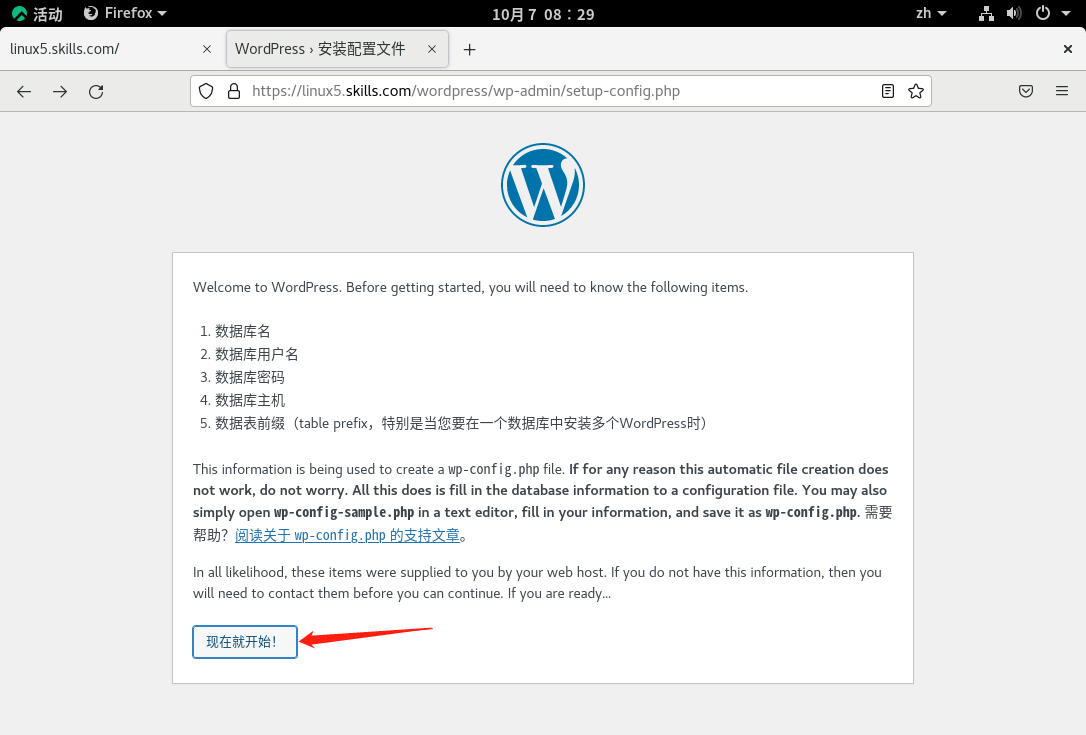 活动 Firefox 10月 7 08：29 zh
linux5.skills.com/ WordPress › 安装配置文件
https://linux5.skills.com/wordpress/wp-admin/setup-config.php
Welcome to WordPress. Before getting started, you will need to know the following items.
1. 数据库名
2. 数据库用户名
3. 数据库密码
4. 数据库主机
5. 数据表前缀（table prefix，特别是当您要在一个数据库中安装多个WordPress时）
This information is being used to create a wp-config.php file. If for any reason this automatic file creation does
not work, do not worry. All this does is fill in the database information to a configuration file. You may also
simply open wp-config-sample.php in a text editor, fill in your information, and save it as wp-config.php. 需要
帮助？阅读关于 wp-config.php 的支持文章。
In all likelihood, these items were supplied to you by your web host. If you do not have this information, then you
will need to contact them before you can continue. If you are ready…
现在就开始！